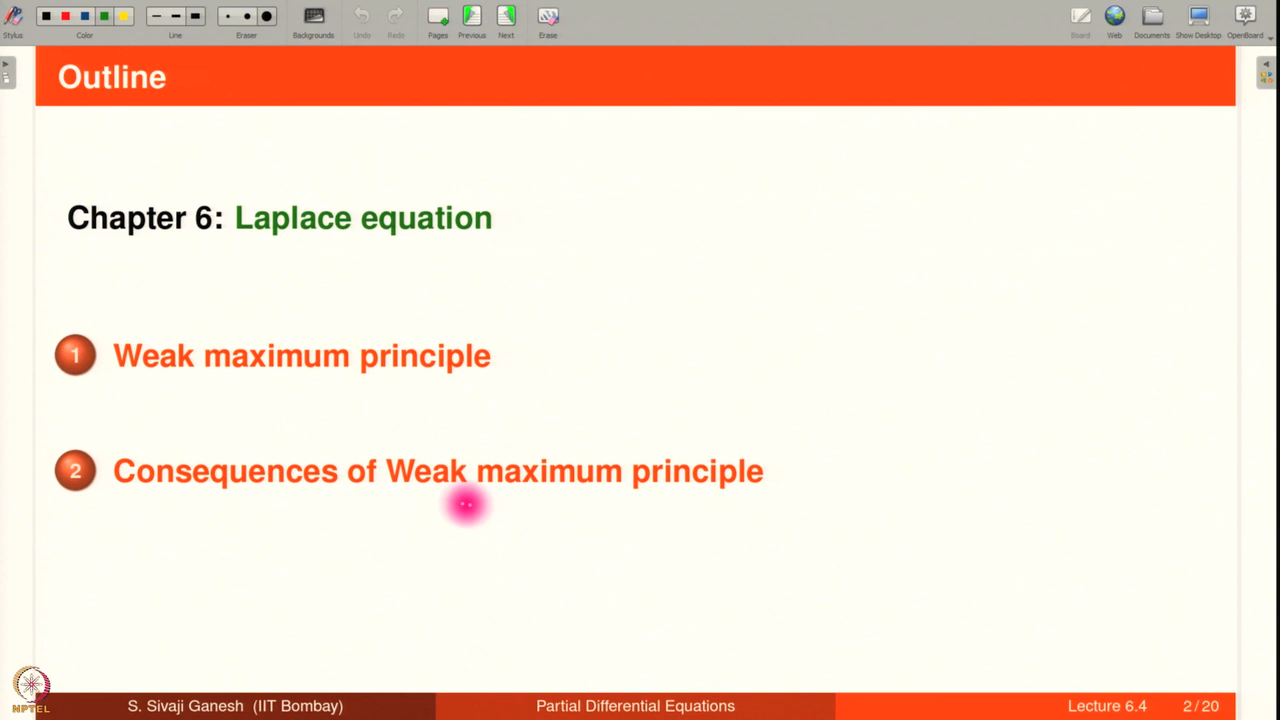 Stylus Color Line Eraser Backgrounds Undo Redo Pages Previous Next Erase Board Web Documents Show Desktop OpenBoard
Outline
Chapter 6: Laplace equation
1 Weak maximum principle
2 Consequences of Weak maximum principle
NPTEL
S. Sivaji Ganesh (IIT Bombay) Partial Differential Equations Lecture 6.4 2 / 20